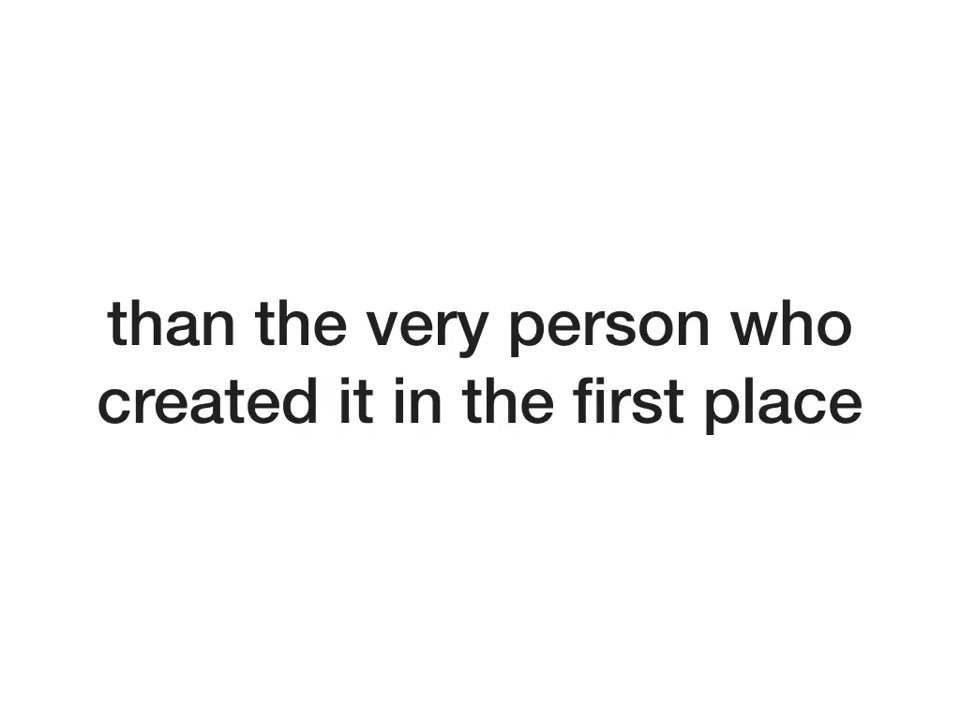 than the very person who
created it in the first place